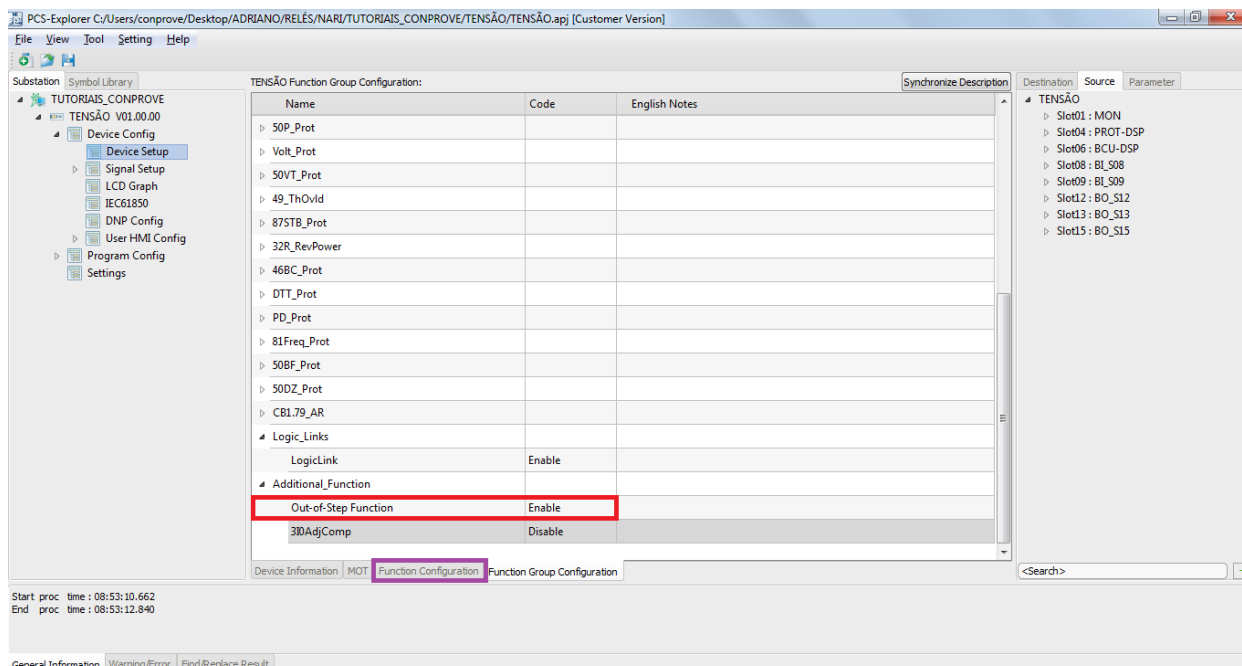 PCS-Explorer C:/Users/conprove/Desktop/ADRIANO/RELÉS/NARI/TUTORIAIS_CONPROVE/TENSÃO/TENSÃO.apj [Customer Version]
File View Tool Setting Help
Substation Symbol Library
TUTORIAIS_CONPROVE
TENSÃO V01.00.00
Device Config
Device Setup
Signal Setup
LCD Graph
IEC61850
DNP Config
User HMI Config
Program Config
Settings
TENSÃO Function Group Configuration: Synchronize Description
Name Code English Notes
50P_Prot
Volt_Prot
50VT_Prot
49_ThOvld
87STB_Prot
32R_RevPower
46BC_Prot
DTT_Prot
PD_Prot
81Freq_Prot
50BF_Prot
50DZ_Prot
CB1.79_AR
Logic_Links
LogicLink Enable
Additional_Function
Out-of-Step Function Enable
3I0AdjComp Disable
Device Information MOT Function Configuration Function Group Configuration
Destination Source Parameter
TENSÃO
Slot01 : MON
Slot04 : PROT-DSP
Slot06 : BCU-DSP
Slot08 : BI_S08
Slot09 : BI_S09
Slot12 : BO_S12
Slot13 : BO_S13
Slot15 : BO_S15
<Search>
Start proc time : 08:53:10.662
End proc time : 08:53:12.840
General Information Warning/Error Find/Replace Result